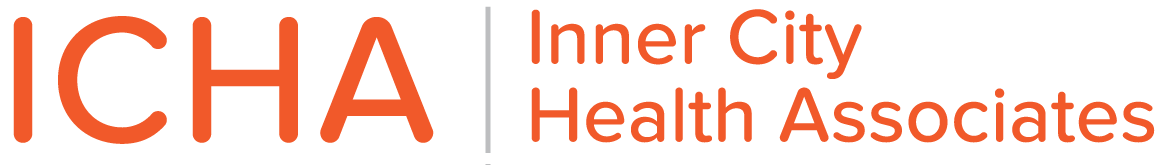 ICHA
Inner City
Health Associates